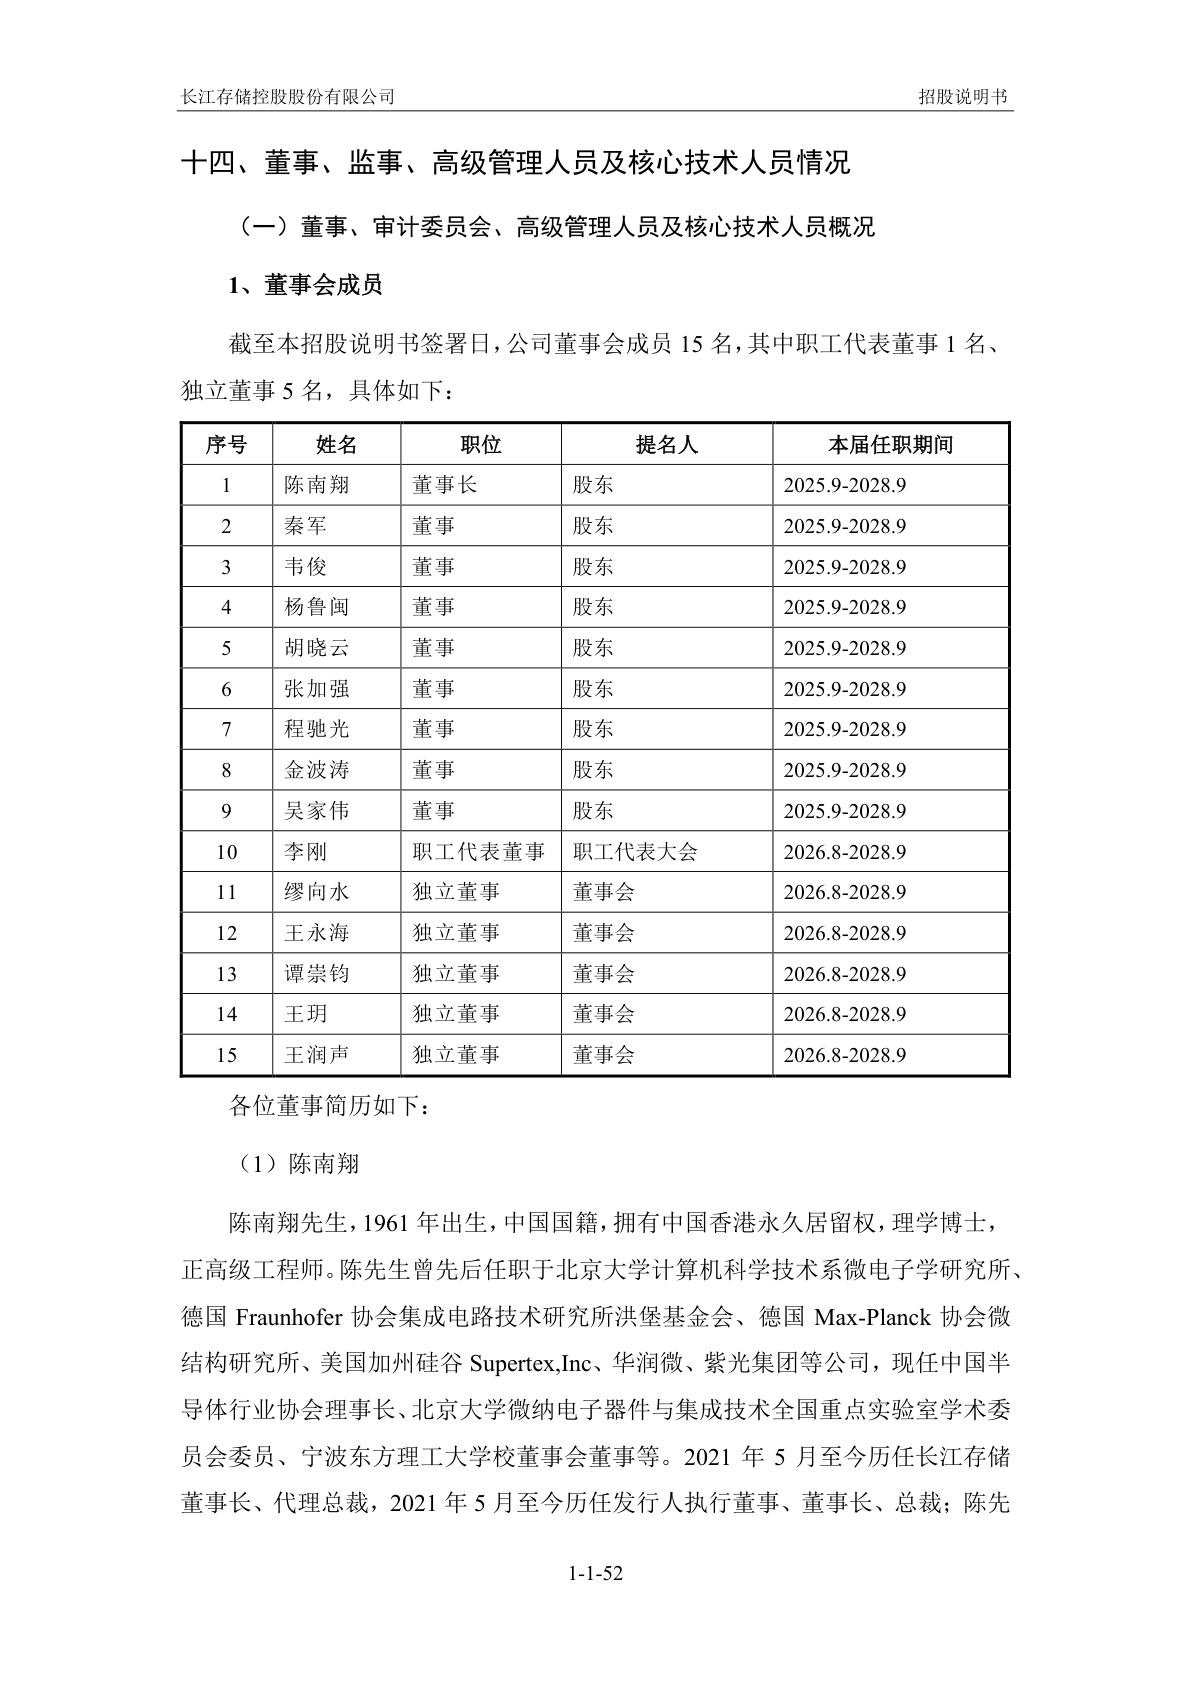 长江存储控股股份有限公司 招股说明书
十四、董事、监事、高级管理人员及核心技术人员情况
（一）董事、审计委员会、高级管理人员及核心技术人员概况
1、董事会成员
截至本招股说明书签署日，公司董事会成员 15 名，其中职工代表董事 1 名、
独立董事 5 名，具体如下：
序号 姓名 职位 提名人 本届任职期间
1 陈南翔 董事长 股东 2025.9-2028.9
2 秦军 董事 股东 2025.9-2028.9
3 韦俊 董事 股东 2025.9-2028.9
4 杨鲁闽 董事 股东 2025.9-2028.9
5 胡晓云 董事 股东 2025.9-2028.9
6 张加强 董事 股东 2025.9-2028.9
7 程驰光 董事 股东 2025.9-2028.9
8 金波涛 董事 股东 2025.9-2028.9
9 吴家伟 董事 股东 2025.9-2028.9
10 李刚 职工代表董事 职工代表大会 2026.8-2028.9
11 缪向水 独立董事 董事会 2026.8-2028.9
12 王永海 独立董事 董事会 2026.8-2028.9
13 谭崇钧 独立董事 董事会 2026.8-2028.9
14 王玥 独立董事 董事会 2026.8-2028.9
15 王润声 独立董事 董事会 2026.8-2028.9
各位董事简历如下：
（1）陈南翔
陈南翔先生，1961 年出生，中国国籍，拥有中国香港永久居留权，理学博士，
正高级工程师。陈先生曾先后任职于北京大学计算机科学技术系微电子学研究所、
德国 Fraunhofer 协会集成电路技术研究所洪堡基金会、德国 Max-Planck 协会微
结构研究所、美国加州硅谷 Supertex,Inc、华润微、紫光集团等公司，现任中国半
导体行业协会理事长、北京大学微纳电子器件与集成技术全国重点实验室学术委
员会委员、宁波东方理工大学校董事会董事等。2021 年 5 月至今历任长江存储
董事长、代理总裁，2021 年 5 月至今历任发行人执行董事、董事长、总裁；陈先
1-1-52